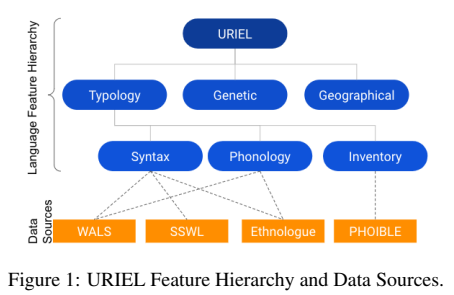 URIEL
Typology Genetic Geographical
Syntax Phonology Inventory
WALS SSWL Ethnologue PHOIBLE
Language Feature Hierarchy
Data
Sources
Figure 1: URIEL Feature Hierarchy and Data Sources.